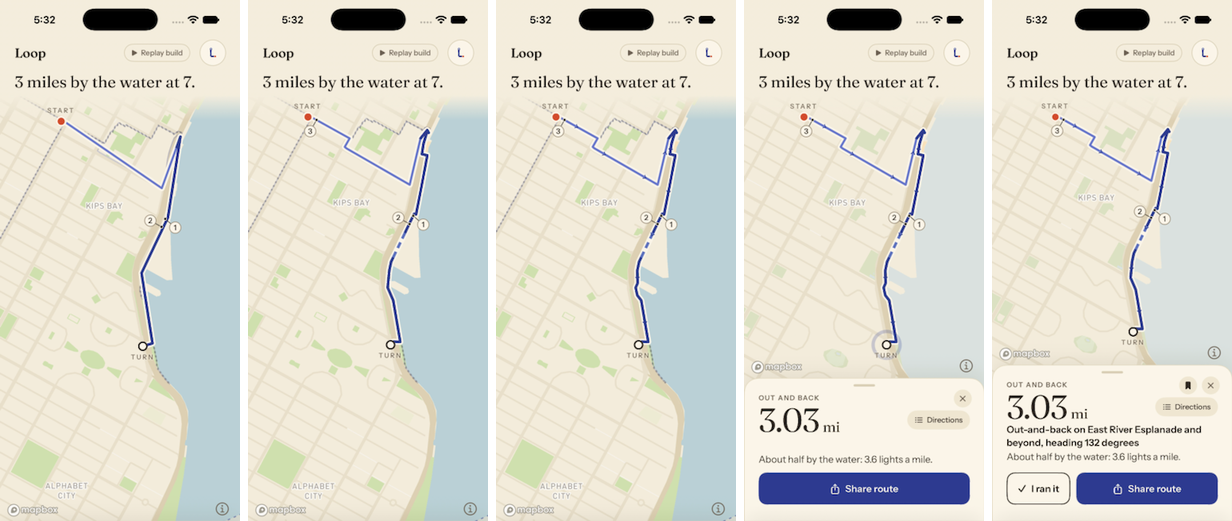 5:32
Loop
Replay build
L
3 miles by the water at 7.
START
KIPS BAY
2
1
TURN
ALPHABET
CITY
mapbox
5:32
Loop
Replay build
L
3 miles by the water at 7.
START
3
KIPS BAY
2
1
TURN
ALPHABET
CITY
mapbox
5:32
Loop
Replay build
L
3 miles by the water at 7.
START
3
KIPS BAY
2
1
TURN
ALPHABET
CITY
mapbox
5:32
Loop
Replay build
L
3 miles by the water at 7.
START
3
KIPS BAY
2
1
TURN
mapbox
OUT AND BACK
3.03 mi
Directions
About half by the water: 3.6 lights a mile.
Share route
5:32
Loop
Replay build
L
3 miles by the water at 7.
START
3
KIPS BAY
2
1
TURN
mapbox
OUT AND BACK
3.03 mi
Directions
Out-and-back on East River Esplanade and
beyond, heading 132 degrees
About half by the water: 3.6 lights a mile.
I ran it
Share route